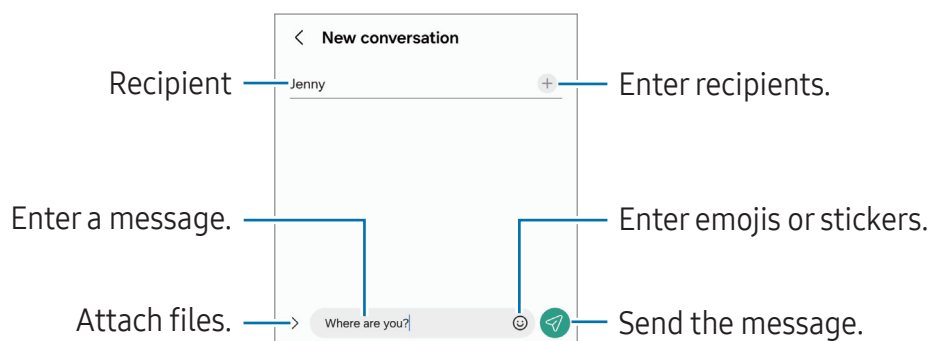 New conversation
Recipient
Jenny
Enter recipients.
Enter a message.
Enter emojis or stickers.
Attach files.
Where are you?
Send the message.